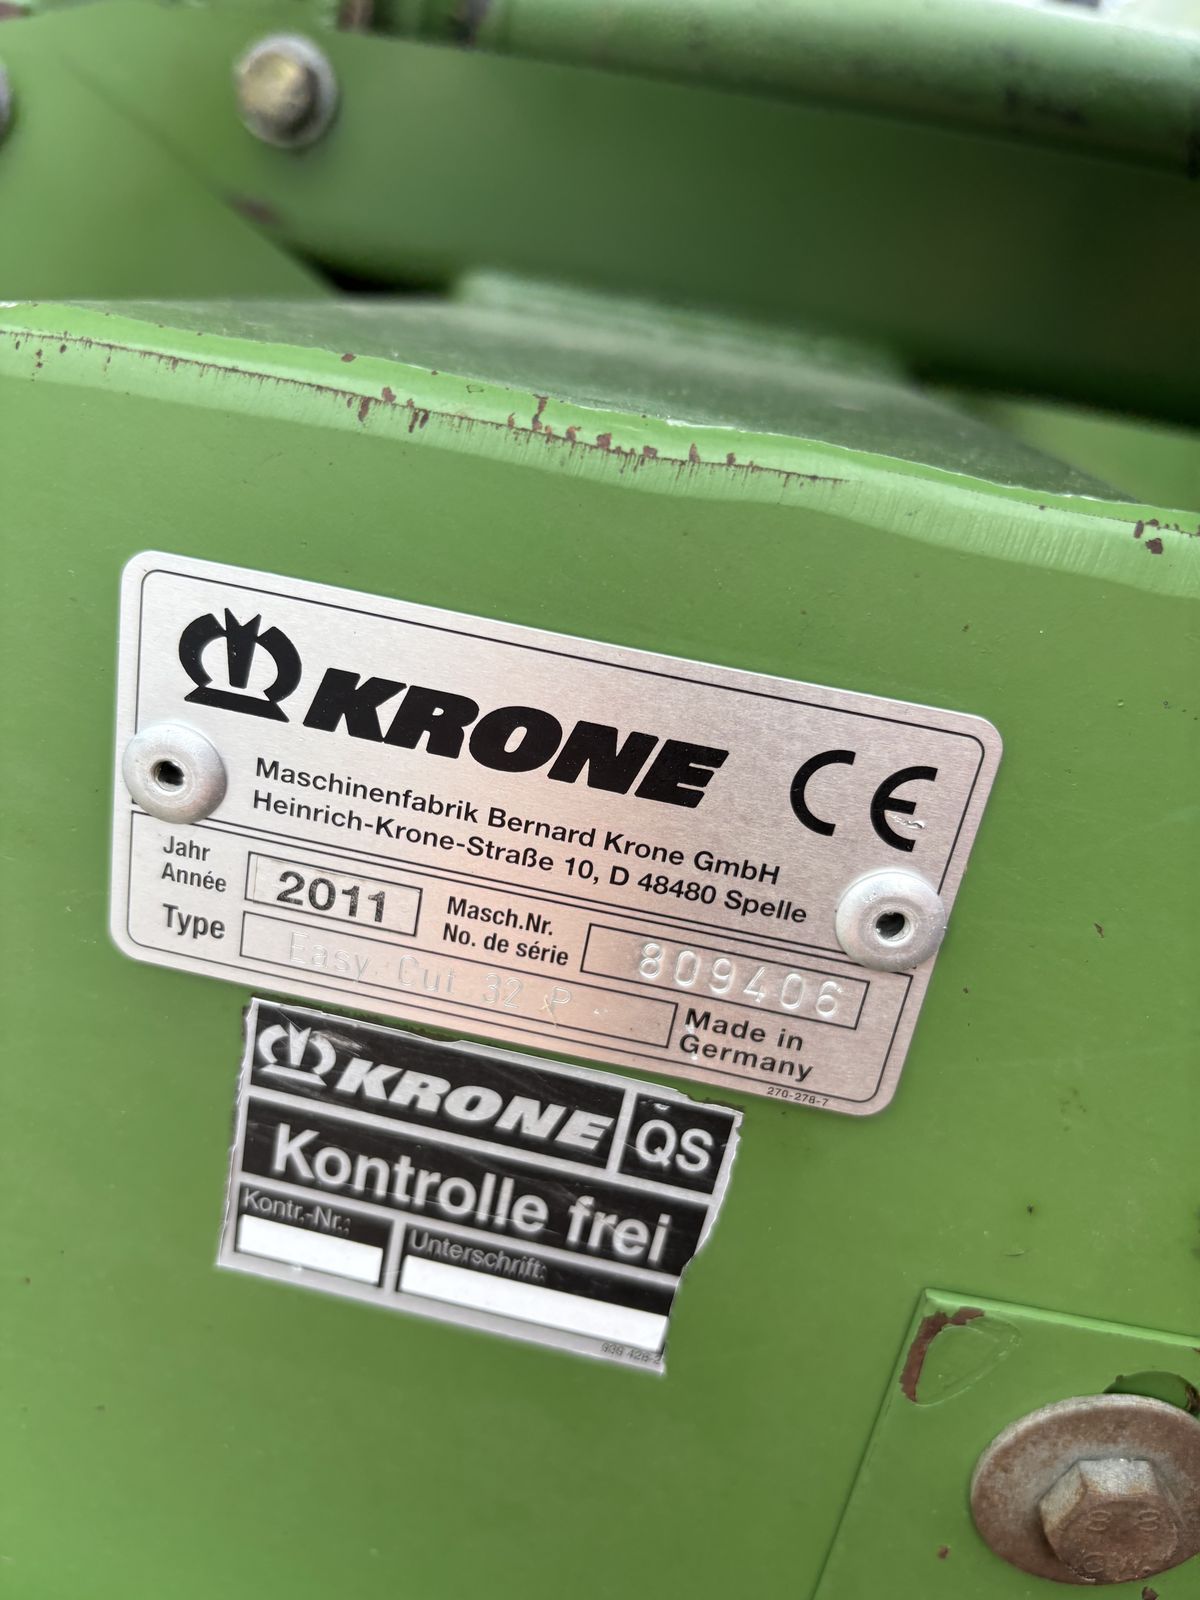 KRONE
CE
Maschinenfabrik Bernard Krone GmbH
Heinrich-Krone-Straße 10, D 48480 Spelle
Jahr
Année
2011
Masch.Nr.
No. de série
809406
Type
Easy Cut 32 P
Made in
Germany
270-278-7
KRONE
QS
Kontrolle frei
Kontr.-Nr.:
Unterschrift:
8 8